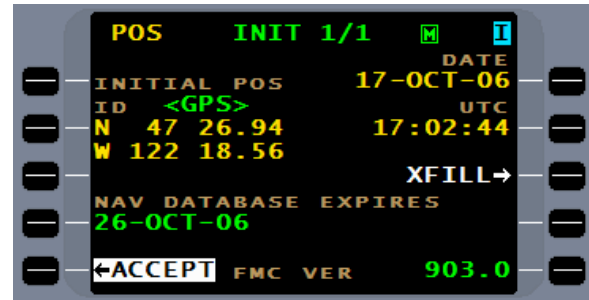 POS INIT 1/1 M I
DATE
INITIAL POS 17-OCT-06
ID <GPS> UTC
N 47 26.94 17:02:44
W 122 18.56
XFILL→
NAV DATABASE EXPIRES
26-OCT-06
←ACCEPT FMC VER 903.0